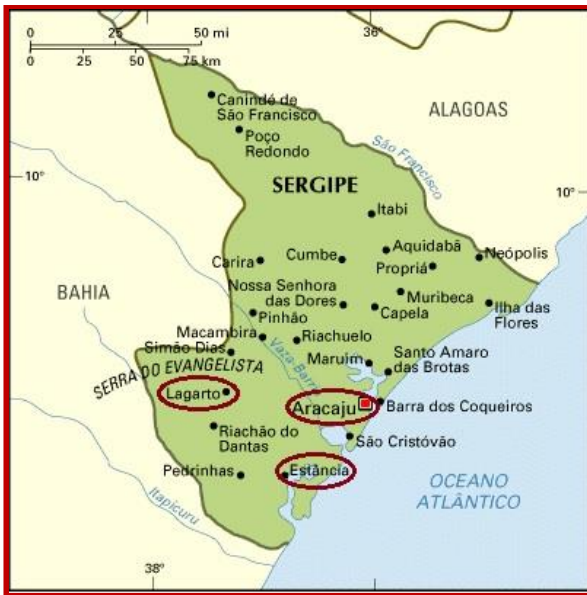 0 25 50 mi
0 25 50 75 km
36°
Canindé de
São Francisco
Poço
Redondo
ALAGOAS
São Francisco
10°
10°
SERGIPE
Itabi
Aquidabã
Neópolis
Cumbe
Carira
Propriá
BAHIA
Nossa Senhora
das Dores
Muribeca
Ilha das
Flores
Pinhão
Capela
Macambira
Riachuelo
Simão Dias
Vaza-Barris
Maruim
Santo Amaro
das Brotas
SERRA DO EVANGELISTA
Lagarto
Aracaju
Barra dos Coqueiros
Riachão do
Dantas
São Cristóvão
Pedrinhas
Estância
OCEANO
ATLÂNTICO
Itapicuru
38°